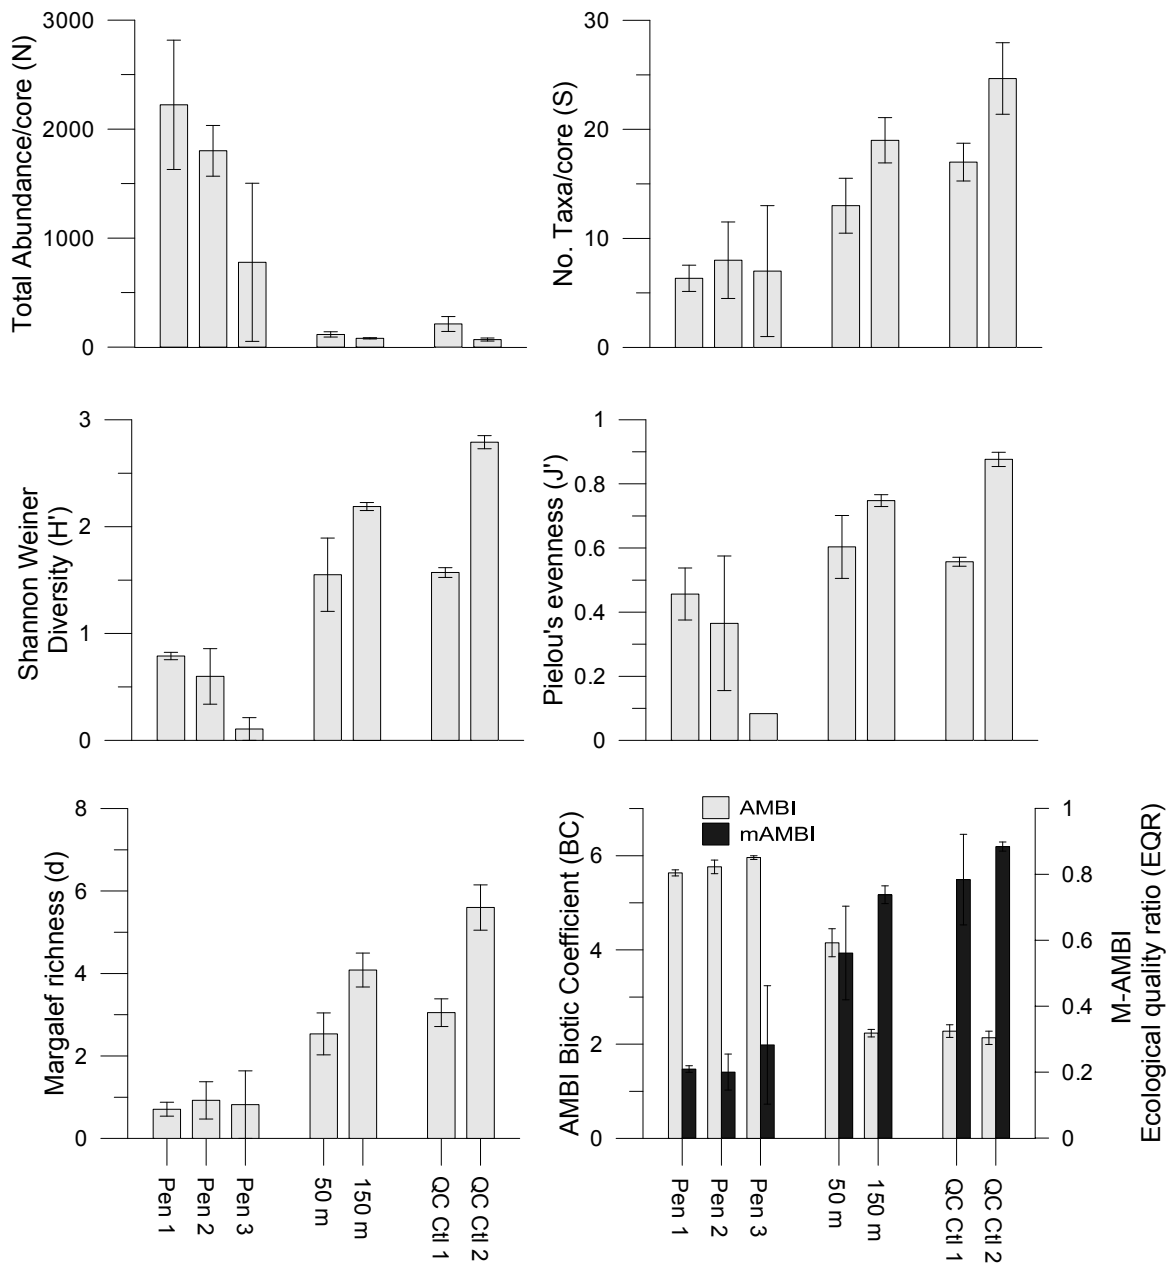 3000
2000
1000
0
Total Abundance/core (N)
30
20
10
0
No. Taxa/core (S)
3
2
1
0
Shannon Weiner
Diversity (H')
1
0.8
0.6
0.4
0.2
0
Pielou's evenness (J')
8
6
4
2
0
Margalef richness (d)
Pen 1
Pen 2
Pen 3
50 m
150 m
QC Ctl 1
QC Ctl 2
AMBI
mAMBI
6
4
2
0
AMBI Biotic Coefficient (BC)
1
0.8
0.6
0.4
0.2
0
M-AMBI
Ecological quality ratio (EQR)
Pen 1
Pen 2
Pen 3
50 m
150 m
QC Ctl 1
QC Ctl 2